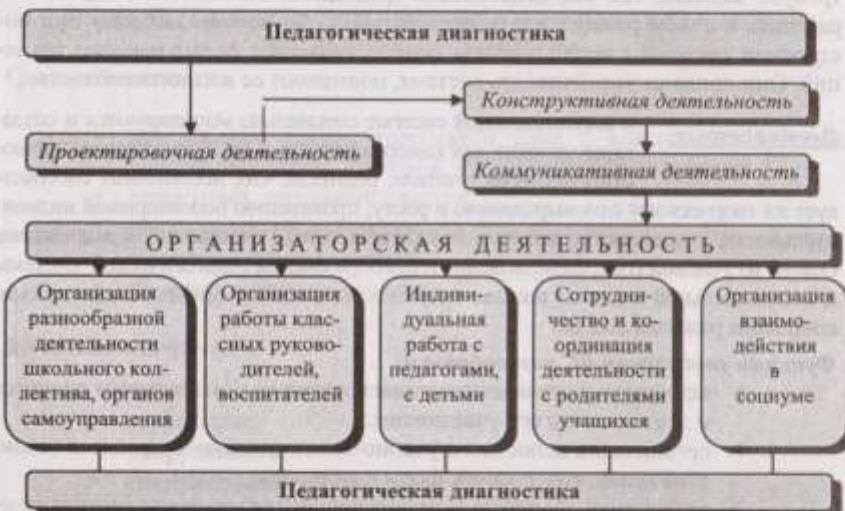 Педагогическая диагностика
Конструктивная деятельность
Проектировочная деятельность
Коммуникативная деятельность
ОРГАНИЗАТОРСКАЯ ДЕЯТЕЛЬНОСТЬ
Организация
разнообразной
деятельности
школьного кол-
лектива, органов
самоуправления
Организация
работы клас-
сных руково-
дителей,
воспитателей
Индиви-
дуальная
работа с
педагогами,
с детьми
Сотрудни-
чество и ко-
ординация
деятельности
с родителями
учащихся
Организация
взаимо-
действия
в
социуме
Педагогическая диагностика